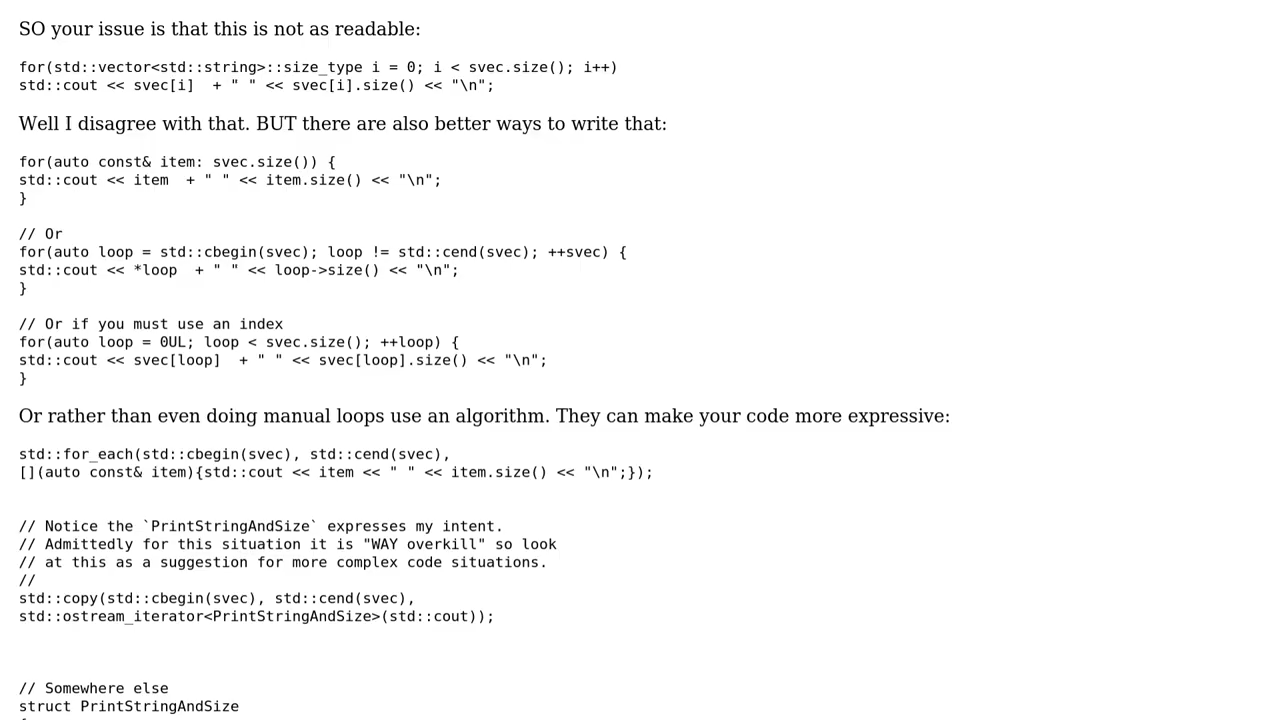 SO your issue is that this is not as readable:
for(std::vector<std::string>::size_type i = 0; i < svec.size(); i++)
std::cout << svec[i]  + " " << svec[i].size() << "\n";
Well I disagree with that. BUT there are also better ways to write that:
for(auto const& item: svec.size()) {
std::cout << item  + " " << item.size() << "\n";
}
// Or
for(auto loop = std::cbegin(svec); loop != std::cend(svec); ++svec) {
std::cout << *loop  + " " << loop->size() << "\n";
}
// Or if you must use an index
for(auto loop = 0UL; loop < svec.size(); ++loop) {
std::cout << svec[loop]  + " " << svec[loop].size() << "\n";
}
Or rather than even doing manual loops use an algorithm. They can make your code more expressive:
std::for_each(std::cbegin(svec), std::cend(svec),
[](auto const& item){std::cout << item << " " << item.size() << "\n";});
// Notice the `PrintStringAndSize` expresses my intent.
// Admittedly for this situation it is "WAY overkill" so look
// at this as a suggestion for more complex code situations.
//
std::copy(std::cbegin(svec), std::cend(svec),
std::ostream_iterator<PrintStringAndSize>(std::cout));
// Somewhere else
struct PrintStringAndSize